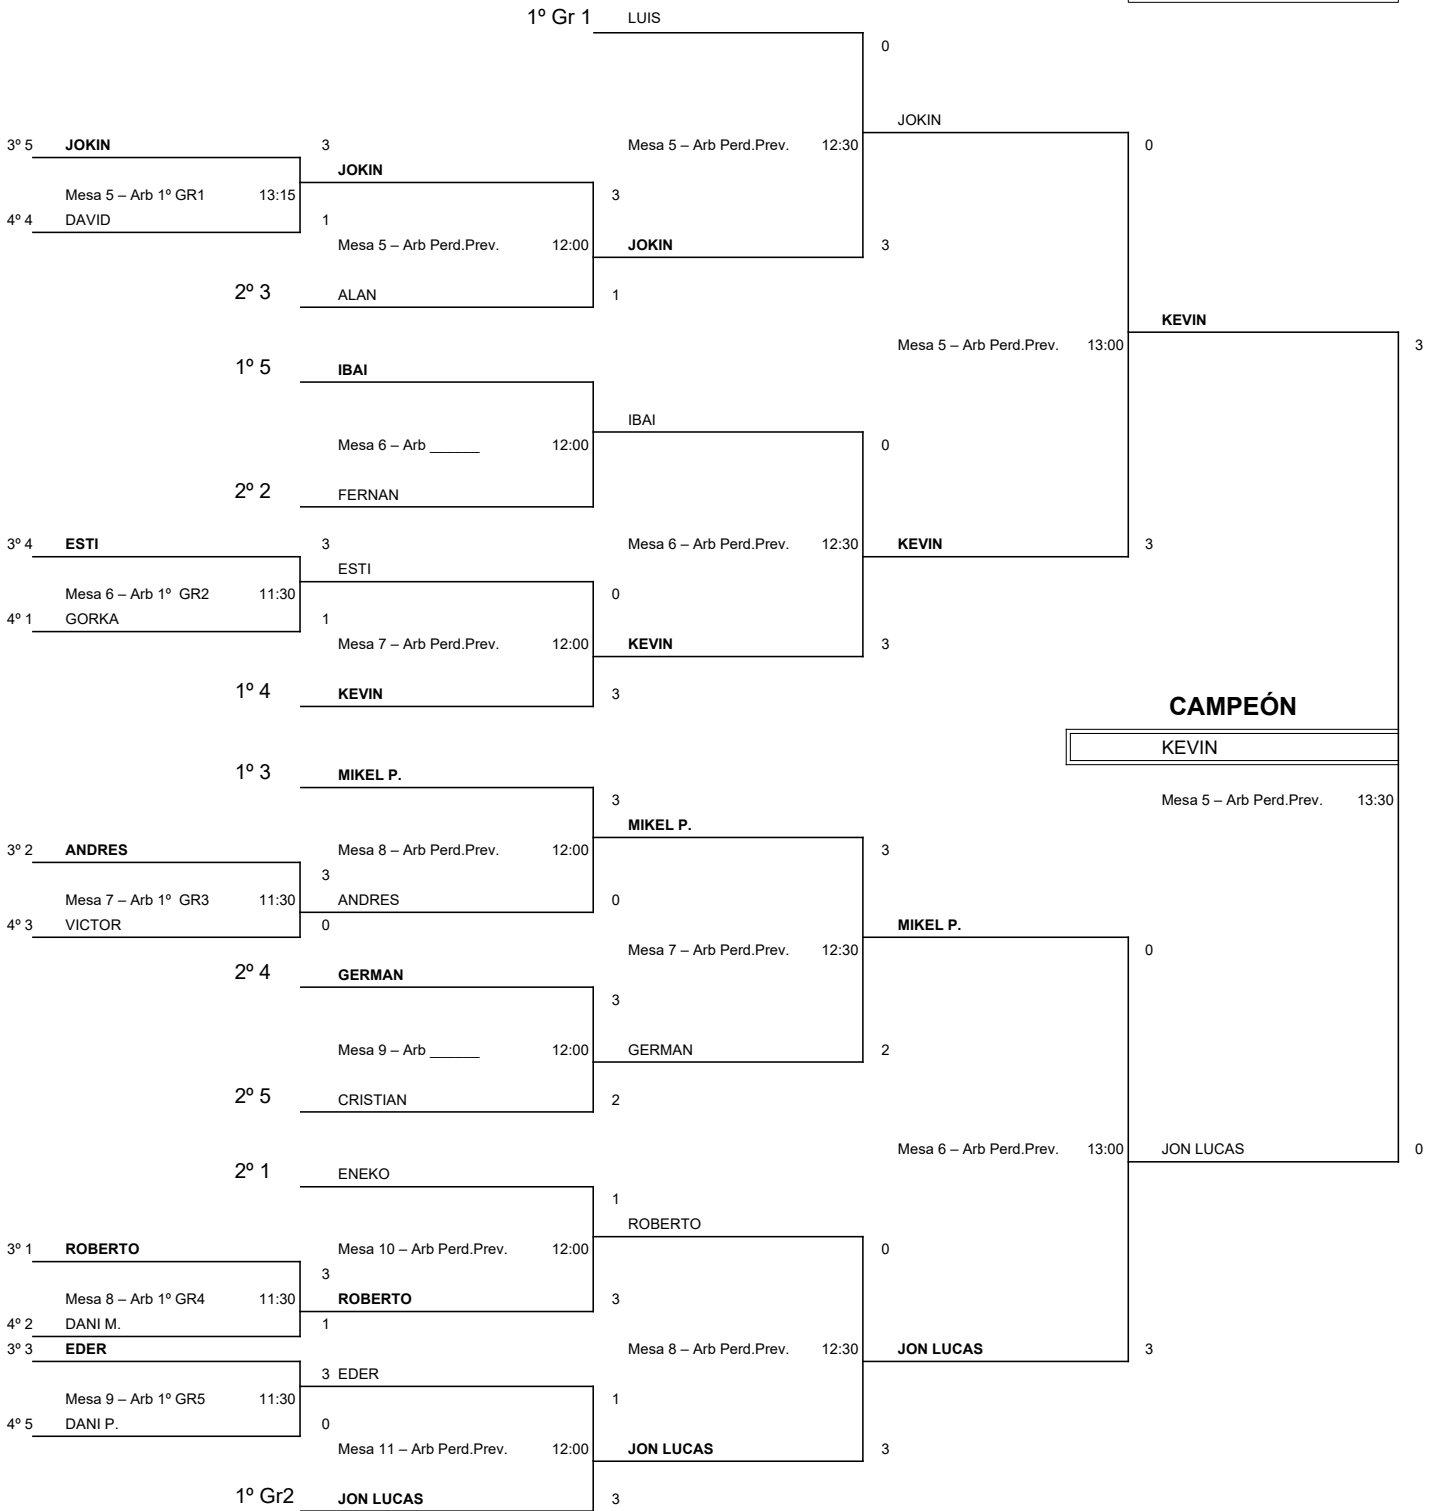 1º Gr 1 LUIS
0
JOKIN
3º 5 JOKIN 3 Mesa 5 – Arb Perd.Prev. 12:30 0
JOKIN
Mesa 5 – Arb 1º GR1 13:15 3
4º 4 DAVID 1
Mesa 5 – Arb Perd.Prev. 12:00 JOKIN 3
2º 3 ALAN 1
KEVIN
Mesa 5 – Arb Perd.Prev. 13:00 3
1º 5 IBAI
IBAI
Mesa 6 – Arb ______ 12:00 0
2º 2 FERNAN
3º 4 ESTI 3 Mesa 6 – Arb Perd.Prev. 12:30 KEVIN 3
ESTI
Mesa 6 – Arb 1º GR2 11:30 0
4º 1 GORKA 1
Mesa 7 – Arb Perd.Prev. 12:00 KEVIN 3
1º 4 KEVIN 3
CAMPEÓN
KEVIN
1º 3 MIKEL P.
3 Mesa 5 – Arb Perd.Prev. 13:30
MIKEL P.
3º 2 ANDRES Mesa 8 – Arb Perd.Prev. 12:00 3
3
Mesa 7 – Arb 1º GR3 11:30 ANDRES 0
4º 3 VICTOR 0 MIKEL P.
Mesa 7 – Arb Perd.Prev. 12:30 0
2º 4 GERMAN
3
Mesa 9 – Arb ______ 12:00 GERMAN 2
2º 5 CRISTIAN 2
Mesa 6 – Arb Perd.Prev. 13:00 JON LUCAS 0
2º 1 ENEKO
1
ROBERTO
3º 1 ROBERTO Mesa 10 – Arb Perd.Prev. 12:00 0
3
Mesa 8 – Arb 1º GR4 11:30 ROBERTO 3
4º 2 DANI M. 1
3º 3 EDER Mesa 8 – Arb Perd.Prev. 12:30 JON LUCAS 3
3 EDER
Mesa 9 – Arb 1º GR5 11:30 1
4º 5 DANI P. 0
Mesa 11 – Arb Perd.Prev. 12:00 JON LUCAS 3
1º Gr2 JON LUCAS 3